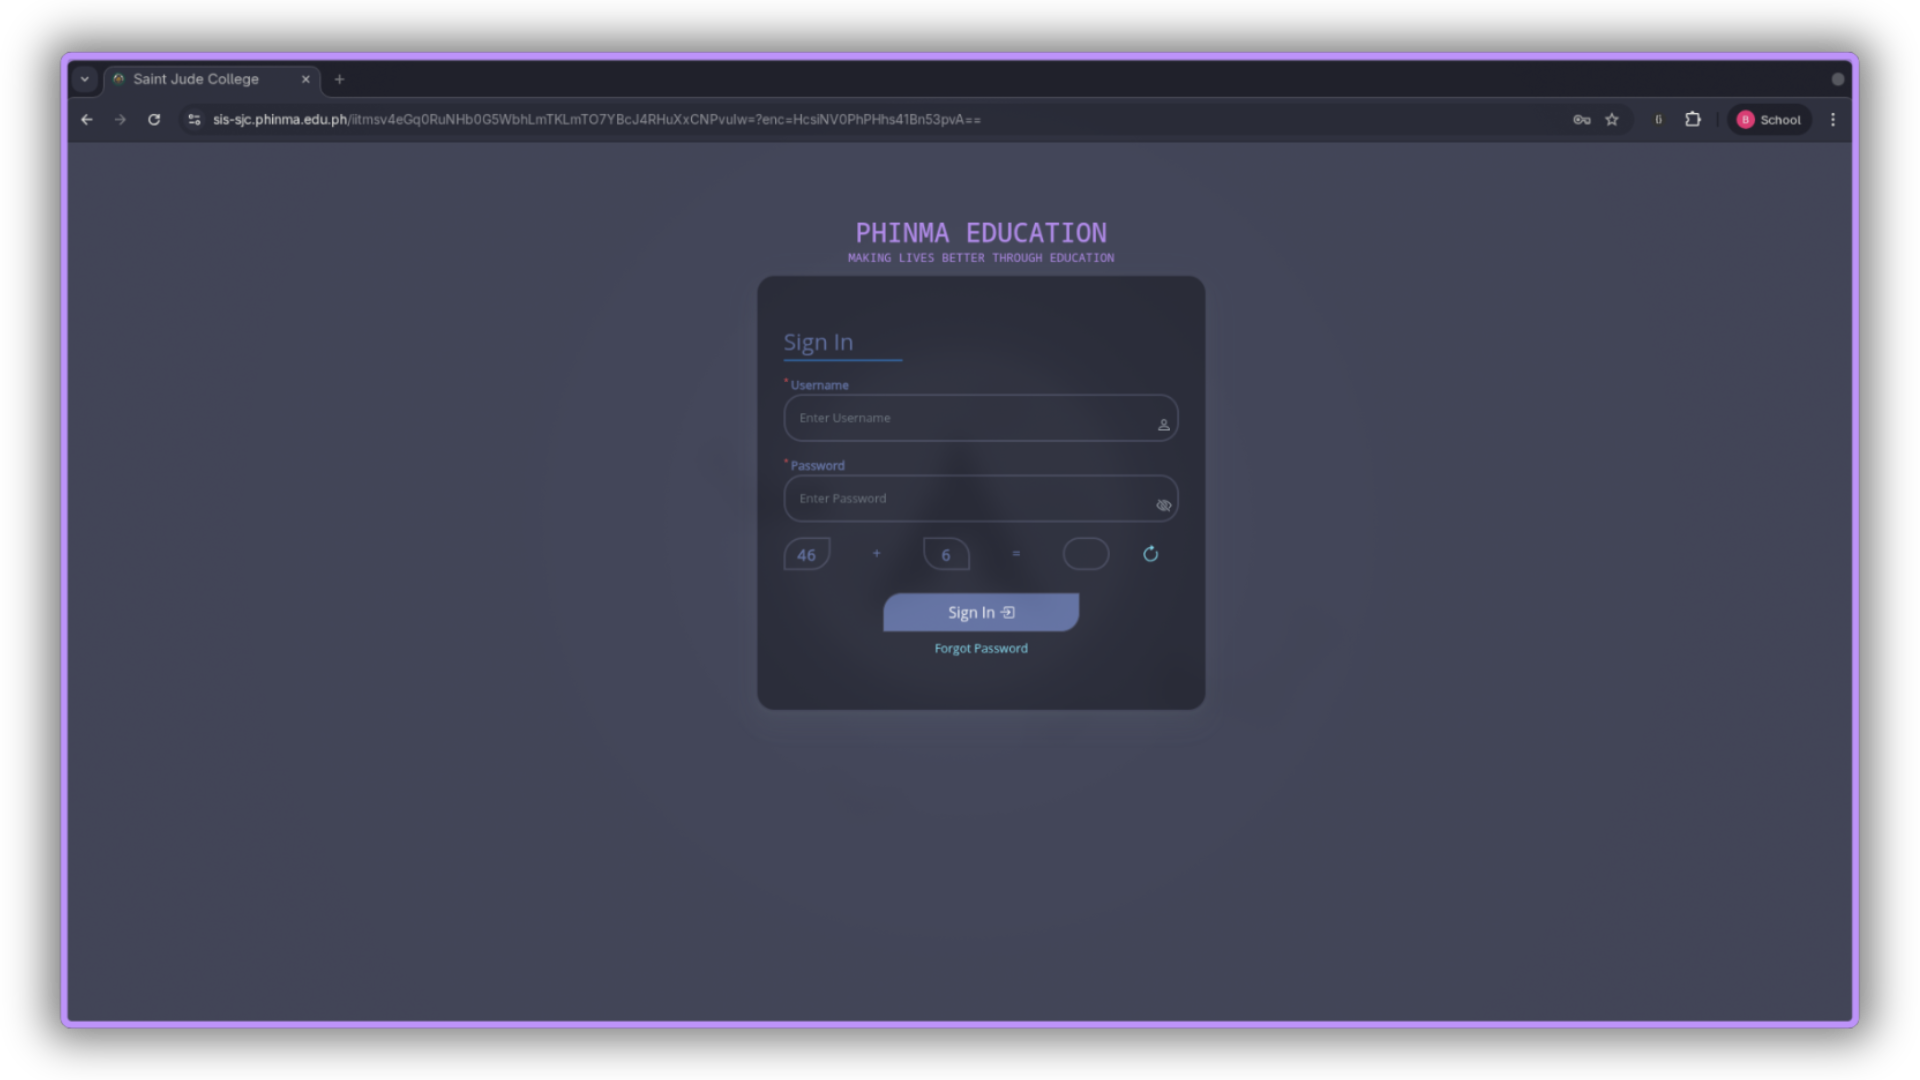 Saint Jude College
sis-sjc.phinma.edu.ph/iitmsv4eGq0RuNHb0G5WbhLmTKLmTO7YBcJ4RHuXxCNPvuIw=?enc=HcsiNV0PhPHhs41Bn53pvA==
B School
PHINMA EDUCATION
MAKING LIVES BETTER THROUGH EDUCATION
Sign In
* Username
Enter Username
* Password
Enter Password
46 + 6 =
Sign In
Forgot Password